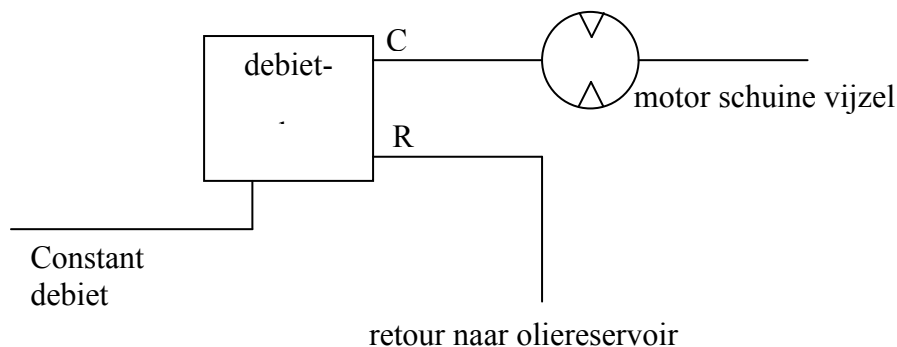 debiet-
C
motor schuine vijzel
R
Constant
debiet
retour naar oliereservoir